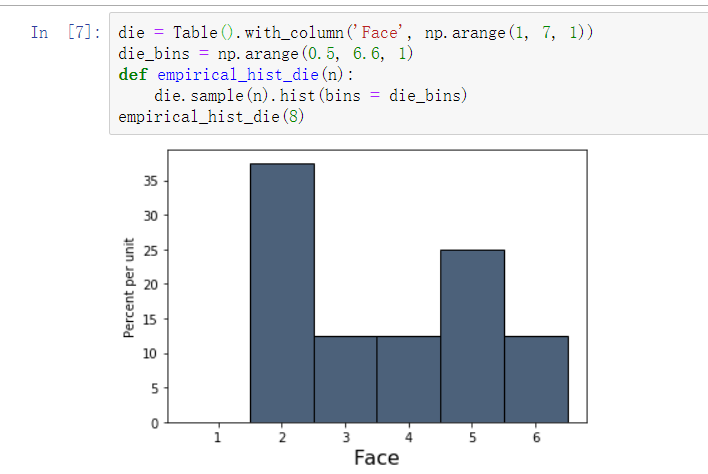 In [7]: die = Table().with_column('Face', np.arange(1, 7, 1))
die_bins = np.arange(0.5, 6.6, 1)
def empirical_hist_die(n):
    die.sample(n).hist(bins = die_bins)
empirical_hist_die(8)
35
30
25
20
15
10
5
0
Percent per unit
1 2 3 4 5 6
Face